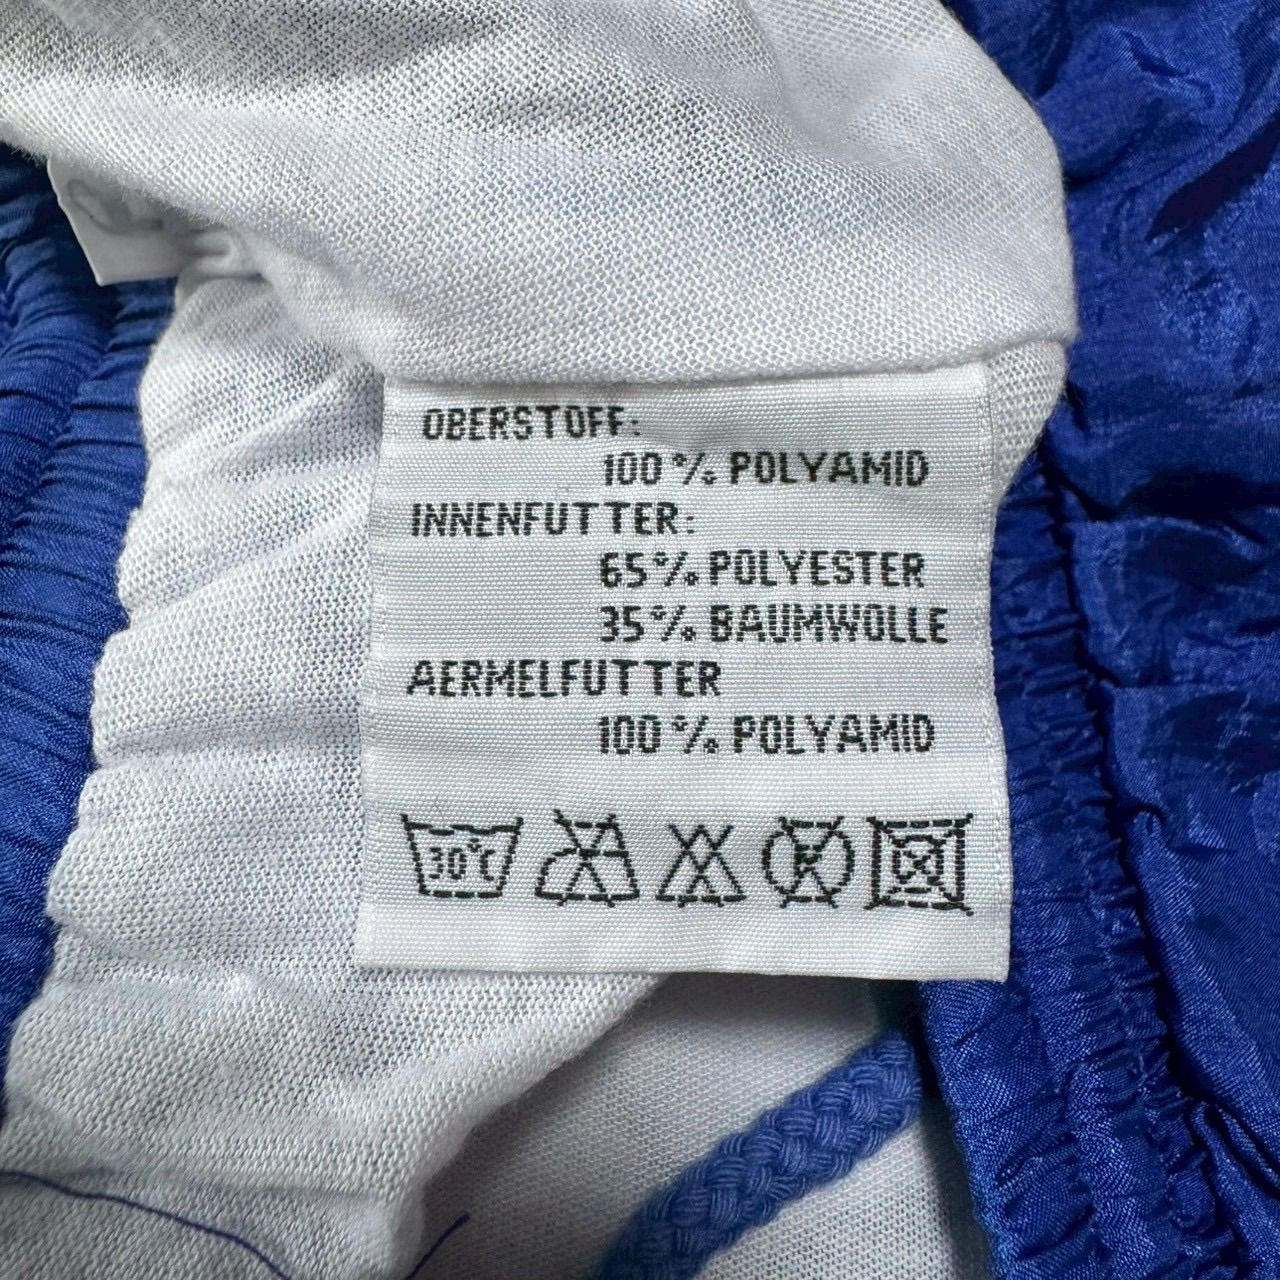 OBERSTOFF:
100 % POLYAMID
INNENFUTTER:
65% POLYESTER
35% BAUMWOLLE
AERMELFUTTER
100 % POLYAMID
30°C